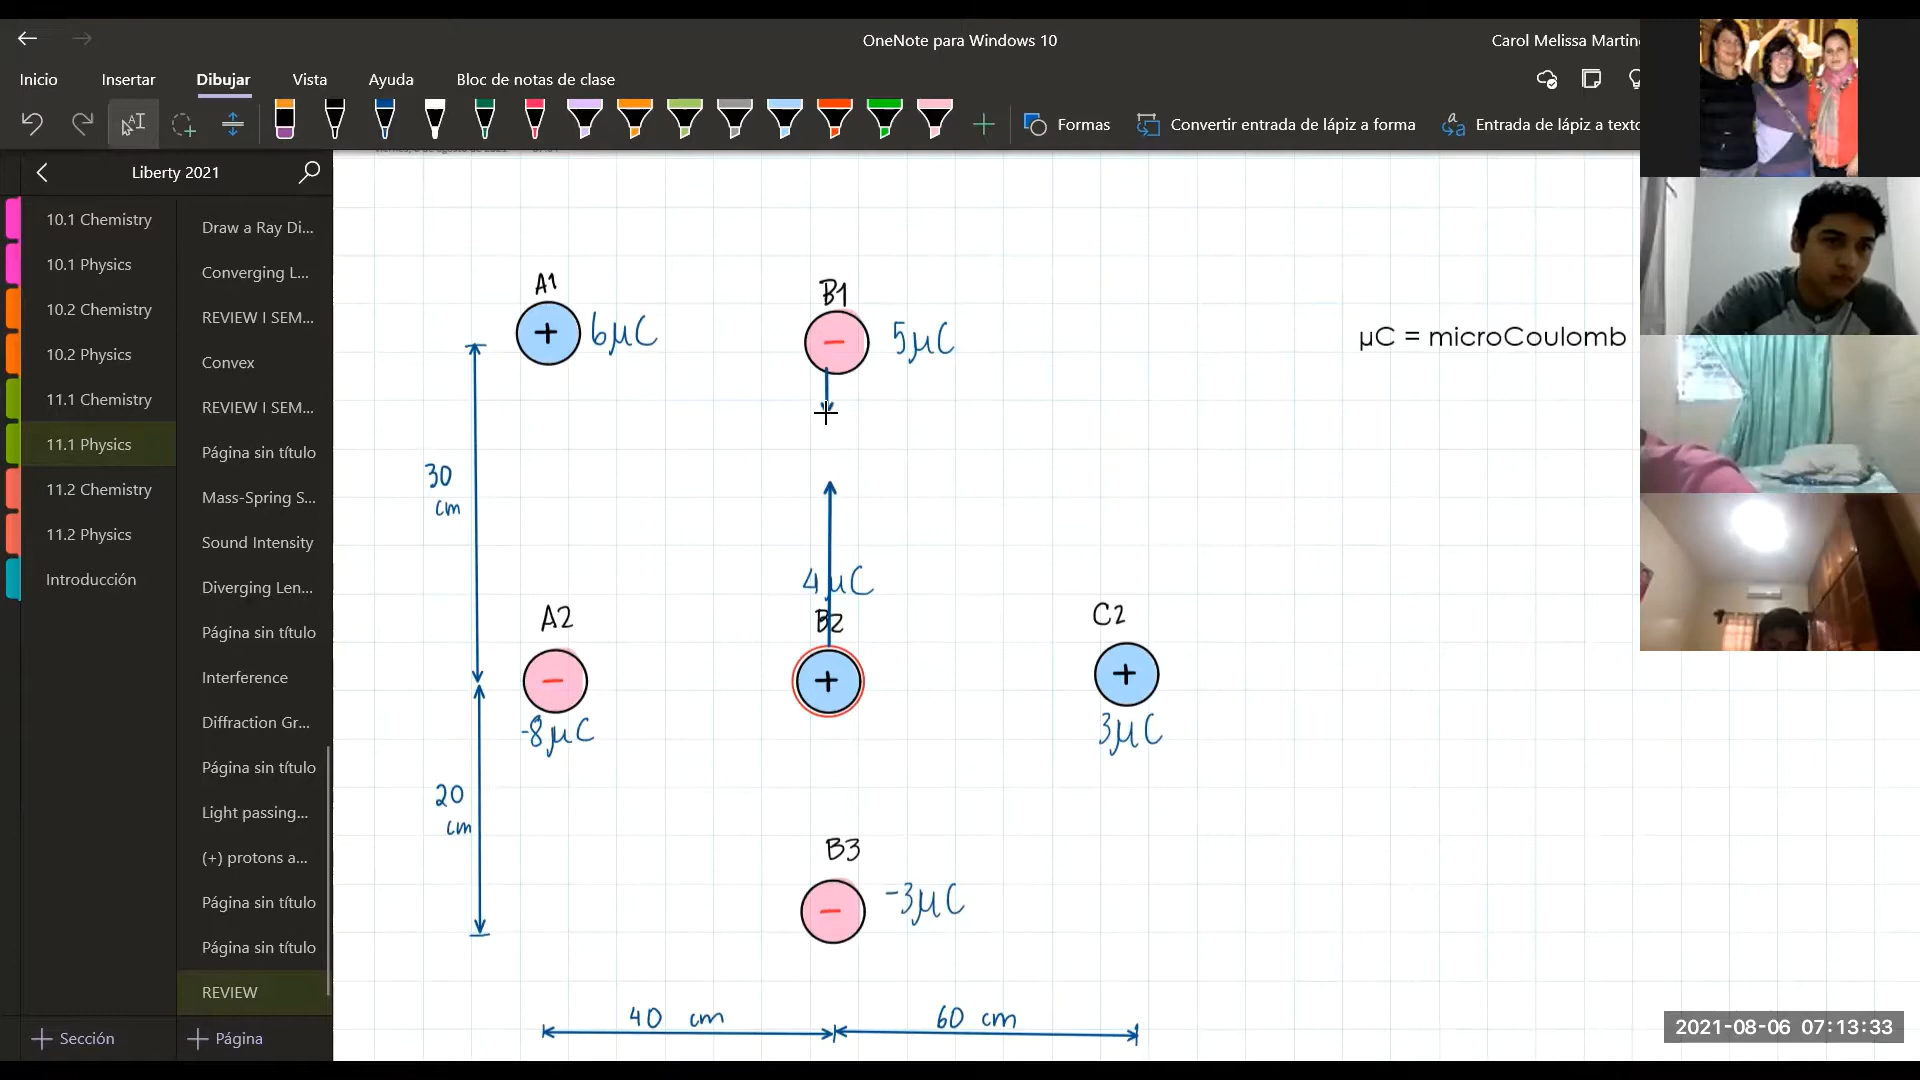 OneNote para Windows 10
Inicio
Insertar
Dibujar
Vista
Ayuda
Bloc de notas de clase
Formas
Convertir entrada de lápiz a forma
Entrada de lápiz a texto
Liberty 2021
10.1 Chemistry
10.1 Physics
10.2 Chemistry
10.2 Physics
11.1 Chemistry
11.1 Physics
11.2 Chemistry
11.2 Physics
Introducción
Sección
Draw a Ray Di...
Converging L...
REVIEW I SEM...
Convex
REVIEW I SEM...
Página sin título
Mass-Spring S...
Sound Intensity
Diverging Len...
Página sin título
Interference
Diffraction Gr...
Página sin título
Light passing...
(+) protons a...
Página sin título
Página sin título
REVIEW
Página
A1
+ 6μC
B1
− 5μC
μC = microCoulomb
30
cm
4μC
A2
B2
C2
−
+
+
-8μC
3μC
20
cm
B3
− -3μC
40 cm
60 cm
Carol Melissa Martin
2021-08-06 07:13:33